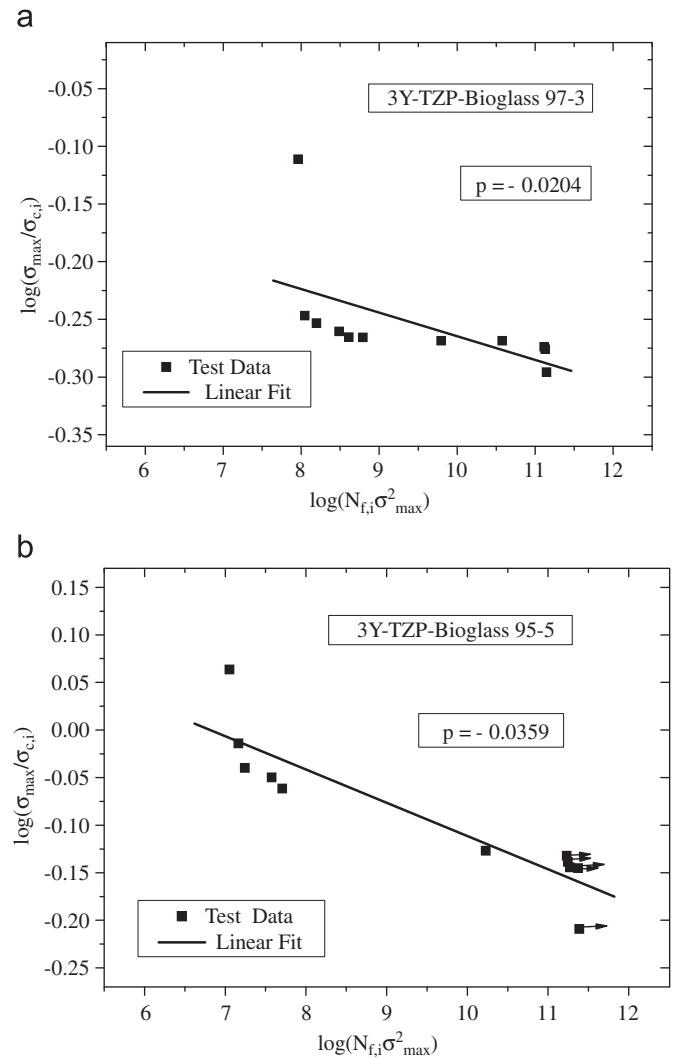 a
3Y-TZP-Bioglass 97-3
p = - 0.0204
-0.05
-0.10
-0.15
-0.20
-0.25
-0.30
-0.35
log(σmax/σc,i)
Test Data
Linear Fit
6 7 8 9 10 11 12
log(Nf,iσ²max)
b
3Y-TZP-Bioglass 95-5
p = - 0.0359
0.15
0.10
0.05
0.00
-0.05
-0.10
-0.15
-0.20
-0.25
log(σmax/σc,i)
Test Data
Linear Fit
6 7 8 9 10 11 12
log(Nf,iσ²max)